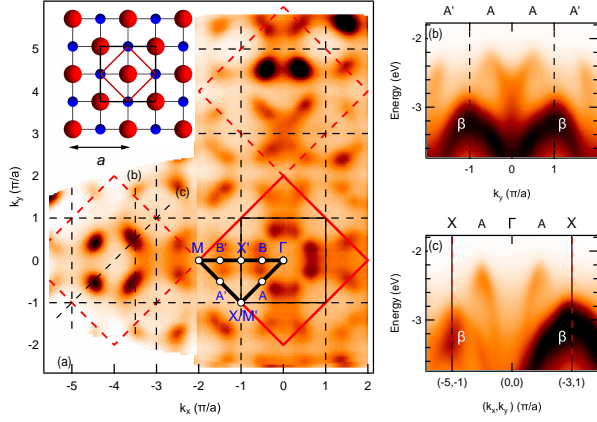 6
5
4
3
2
1
0
-1
-2
k_y (π/a)
a
(b)
(c)
M
B'
X'
B
Γ
A'
A
X/M'
(a)
-5
-4
-3
-2
-1
0
1
2
k_x (π/a)
A'
A
A
A'
(b)
-2
-3
Energy (eV)
β
β
-1
0
1
k_y (π/a)
X
A
Γ
A
X
(c)
-2
-3
Energy (eV)
β
β
(-5,-1)
(0,0)
(-3,1)
(k_x,k_y) (π/a)